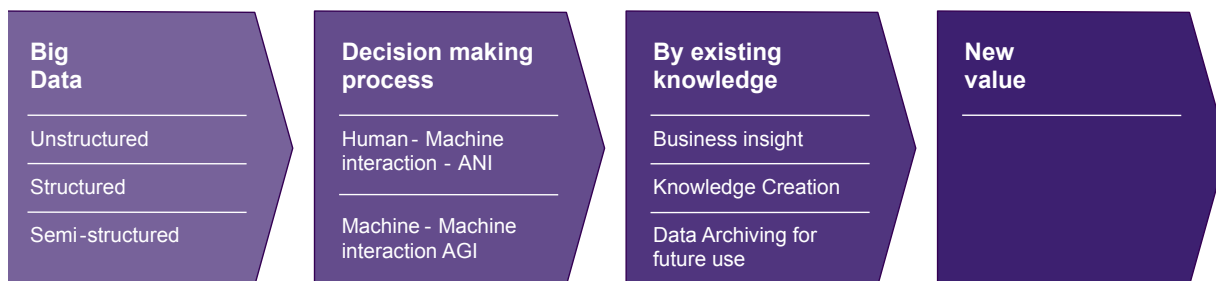 Big
Data
Unstructured
Structured
Semi-structured
Decision making
process
Human - Machine
interaction - ANI
Machine - Machine
interaction AGI
By existing
knowledge
Business insight
Knowledge Creation
Data Archiving for
future use
New
value